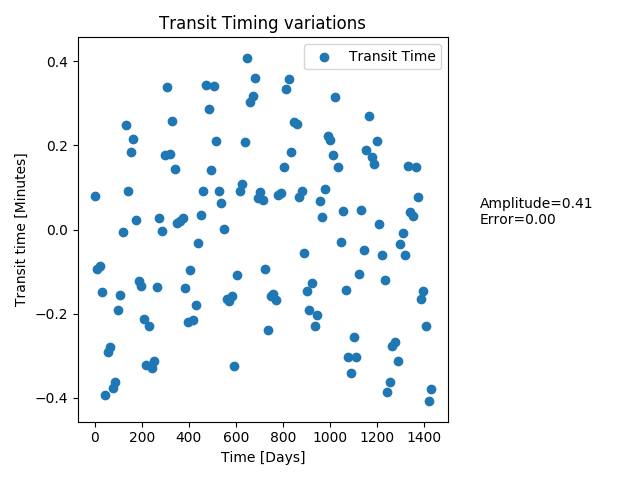 Transit Timing variations
Transit Time
0.4
0.2
0.0
−0.2
−0.4
Transit time [Minutes]
0 200 400 600 800 1000 1200 1400
Time [Days]
Amplitude=0.41
Error=0.00